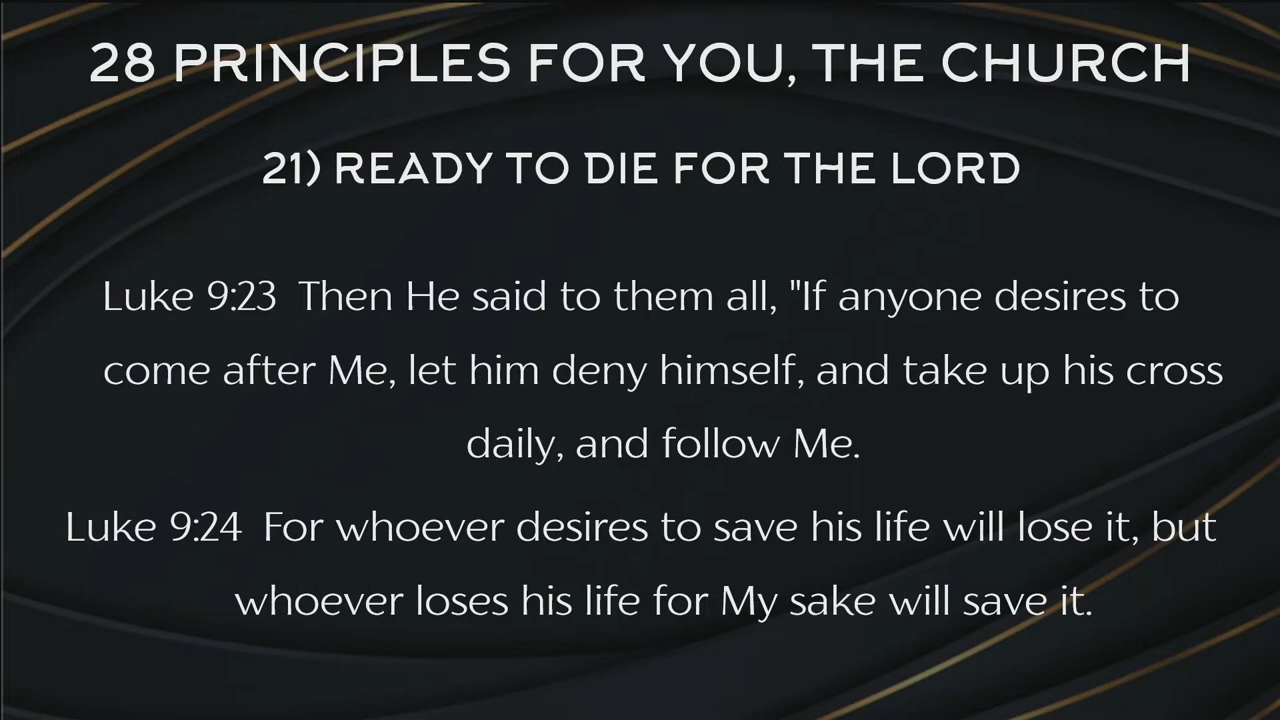 28 PRINCIPLES FOR YOU, THE CHURCH
21) READY TO DIE FOR THE LORD
Luke 9:23  Then He said to them all, "If anyone desires to
come after Me, let him deny himself, and take up his cross
daily, and follow Me.
Luke 9:24  For whoever desires to save his life will lose it, but
whoever loses his life for My sake will save it.